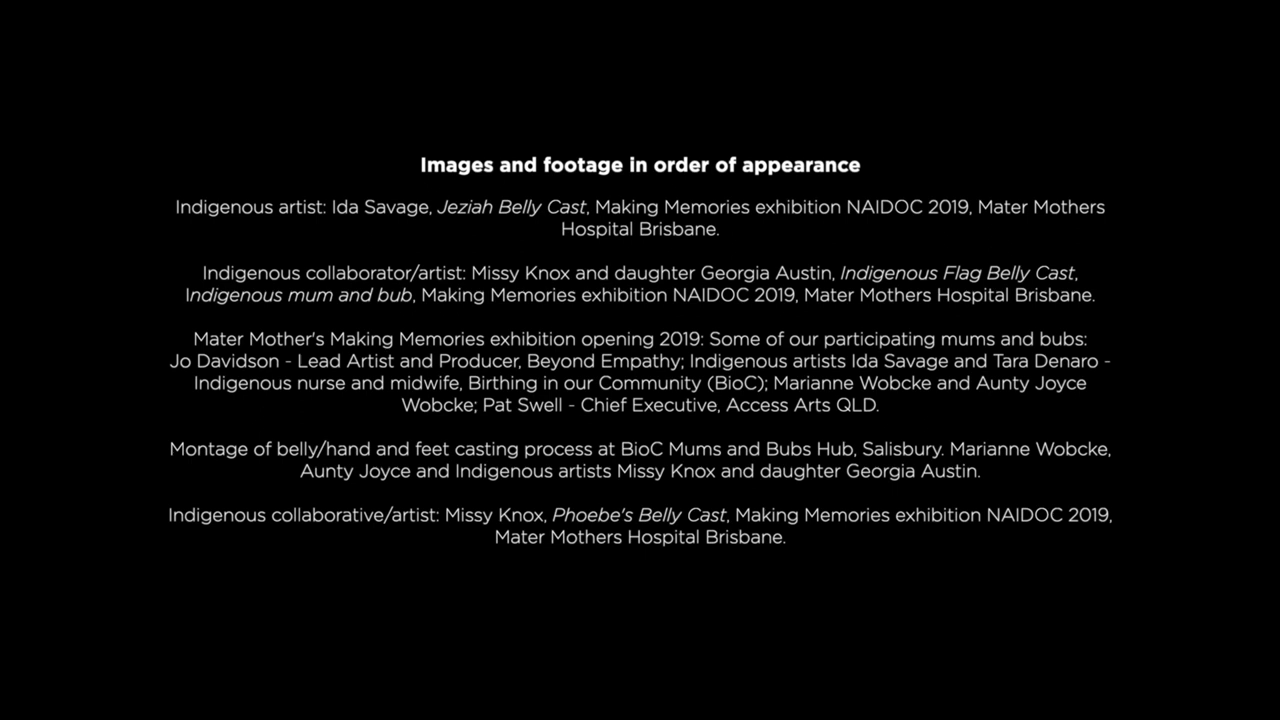 Images and footage in order of appearance
Indigenous artist: Ida Savage, Jeziah Belly Cast, Making Memories exhibition NAIDOC 2019, Mater Mothers
Hospital Brisbane.
Indigenous collaborator/artist: Missy Knox and daughter Georgia Austin, Indigenous Flag Belly Cast,
Indigenous mum and bub, Making Memories exhibition NAIDOC 2019, Mater Mothers Hospital Brisbane.
Mater Mother's Making Memories exhibition opening 2019: Some of our participating mums and bubs:
Jo Davidson - Lead Artist and Producer, Beyond Empathy; Indigenous artists Ida Savage and Tara Denaro -
Indigenous nurse and midwife, Birthing in our Community (BioC); Marianne Wobcke and Aunty Joyce
Wobcke; Pat Swell - Chief Executive, Access Arts QLD.
Montage of belly/hand and feet casting process at BioC Mums and Bubs Hub, Salisbury. Marianne Wobcke,
Aunty Joyce and Indigenous artists Missy Knox and daughter Georgia Austin.
Indigenous collaborative/artist: Missy Knox, Phoebe's Belly Cast, Making Memories exhibition NAIDOC 2019,
Mater Mothers Hospital Brisbane.